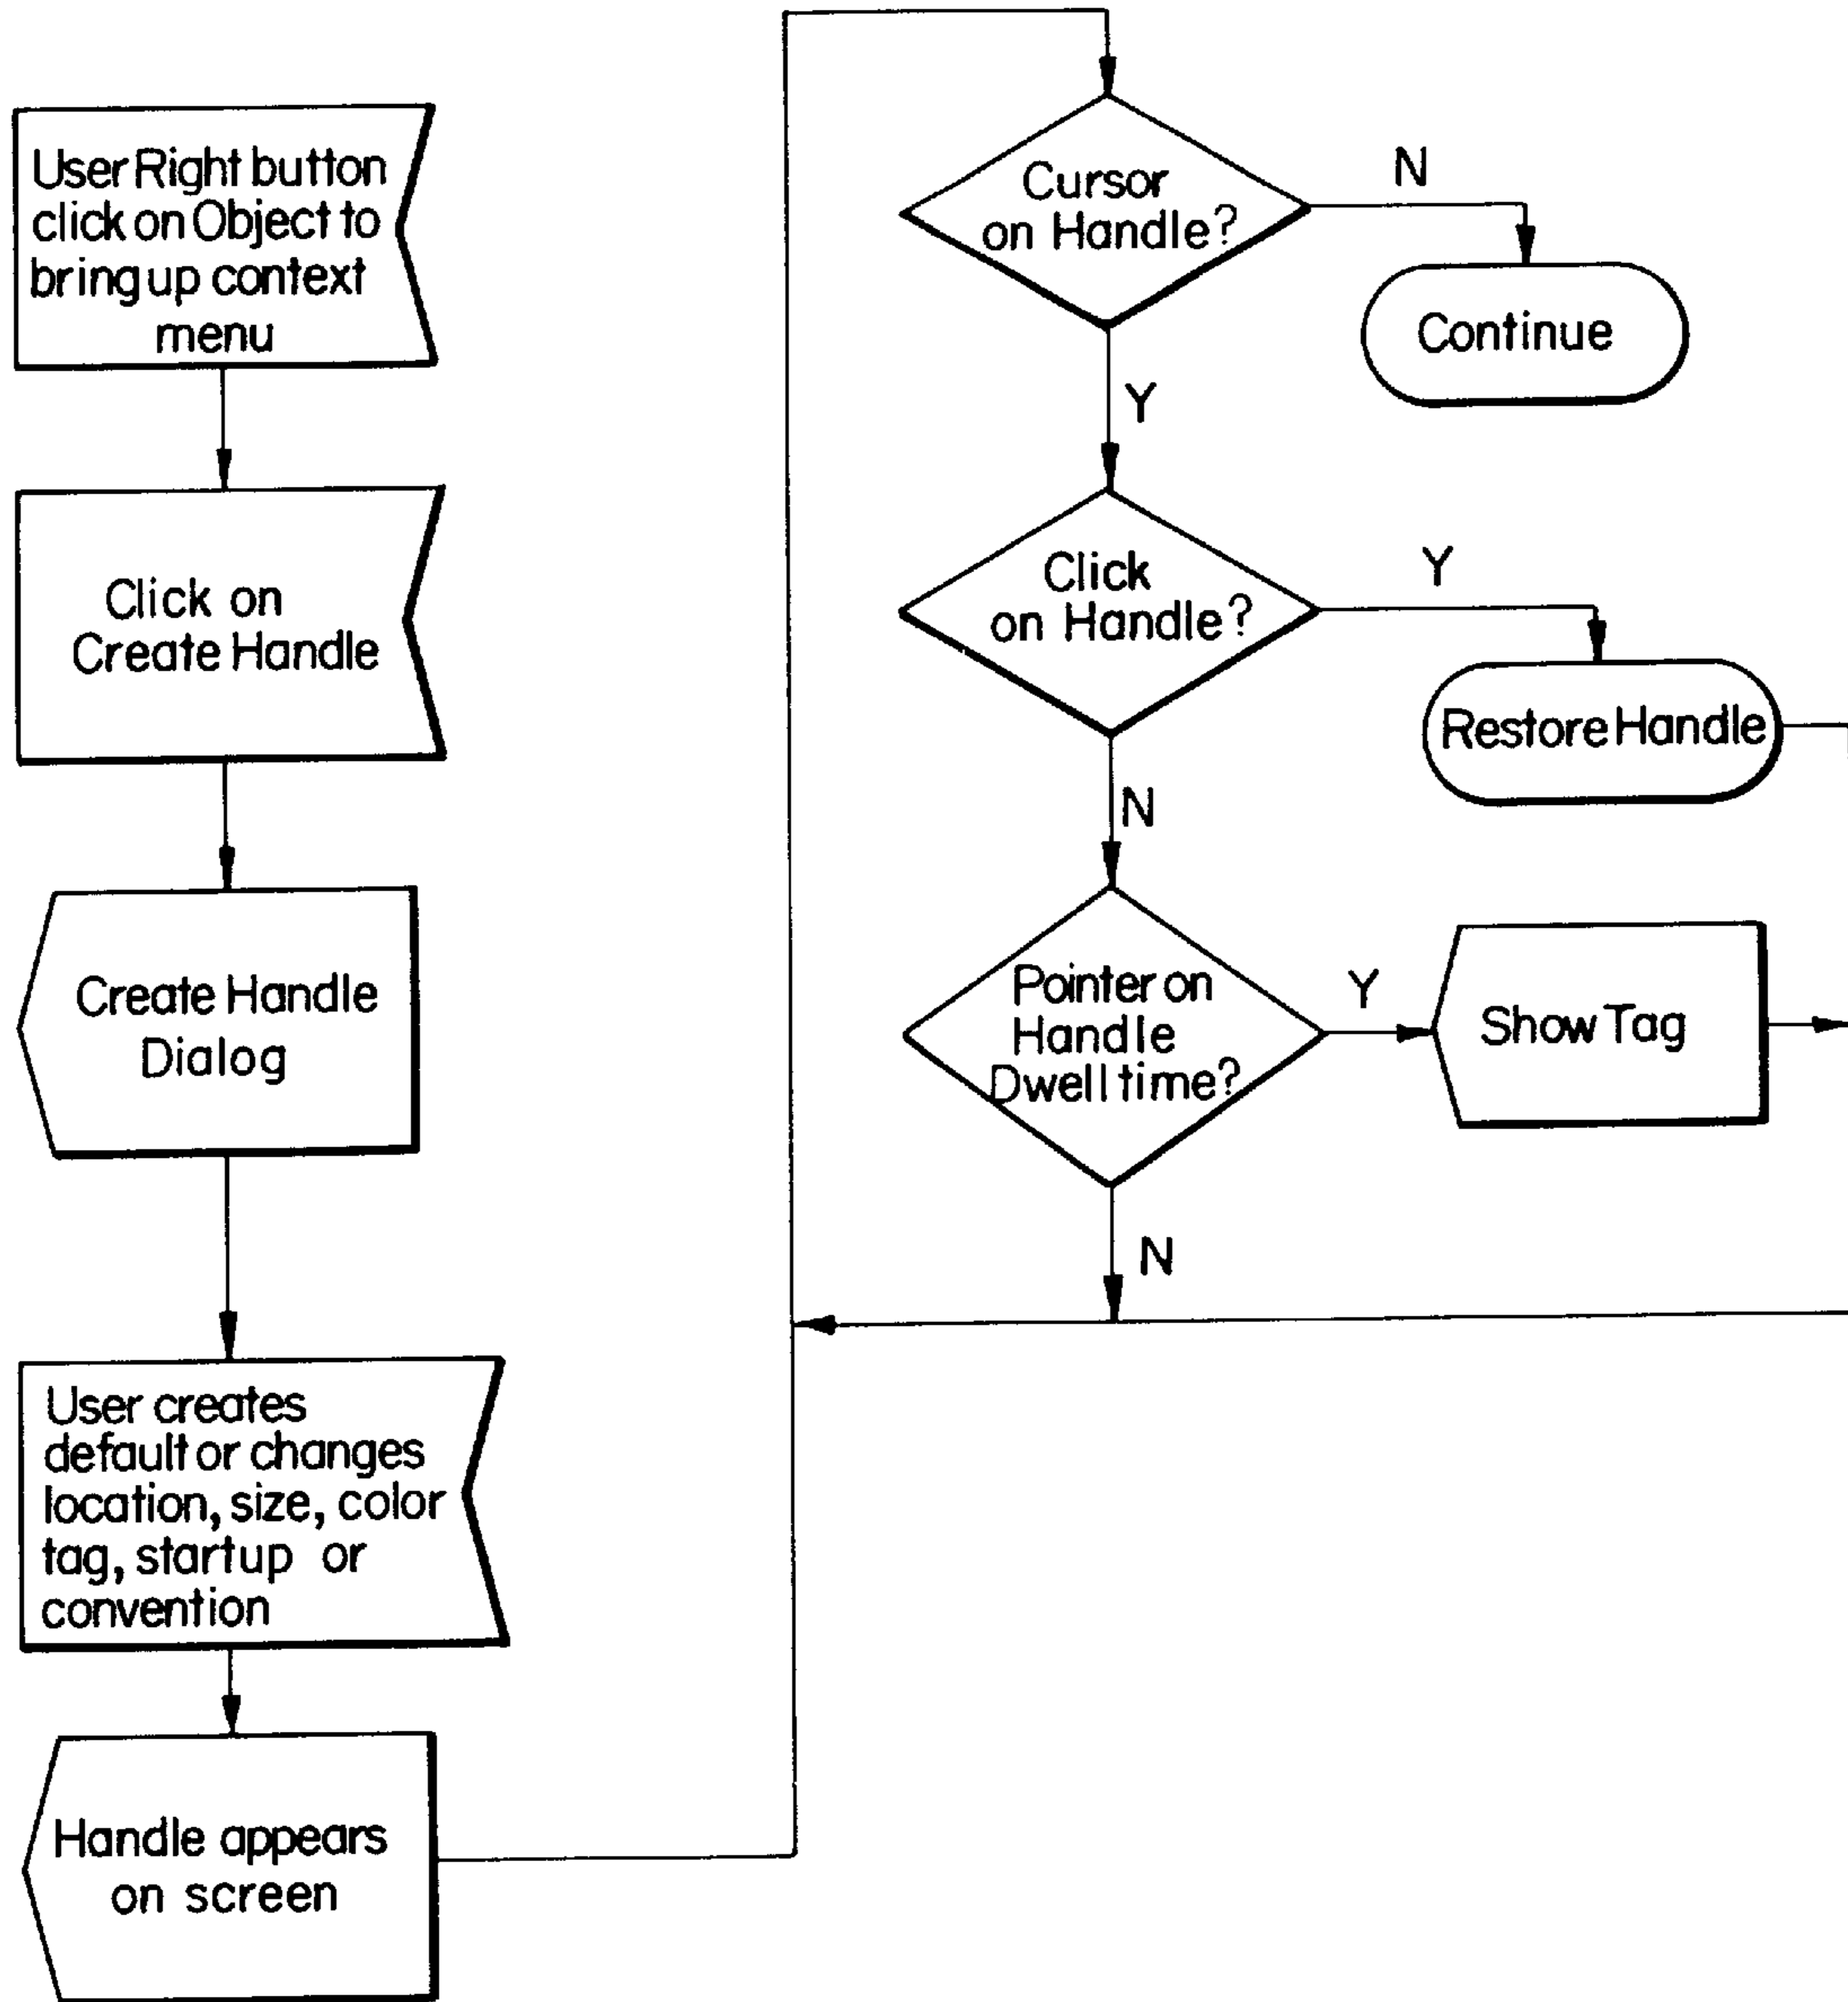 User Right button
click on Object to
bring up context
menu
Click on
Create Handle
Create Handle
Dialog
User creates
default or changes
location, size, color
tag, startup or
convention
Handle appears
on screen
Cursor
on Handle?
N
Continue
Y
Click
on Handle?
Y
Restore Handle
N
Pointer on
Handle
Dwell time?
Y
Show Tag
N